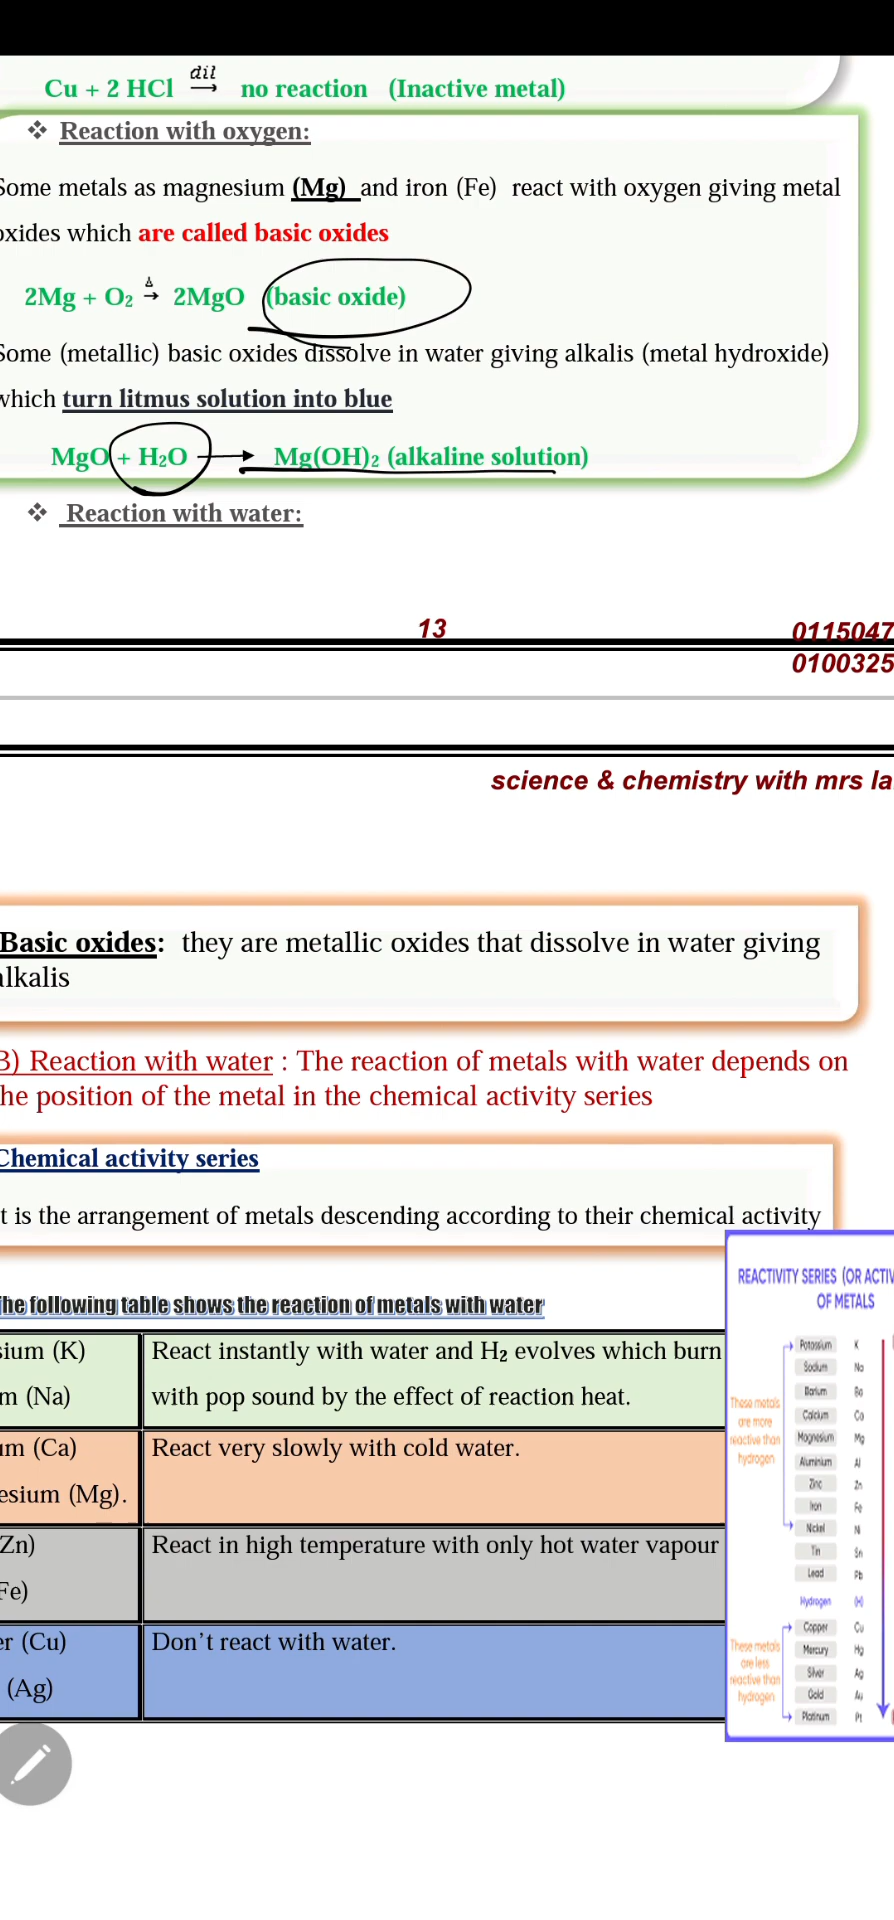 Cu + 2 HCl dil → no reaction (Inactive metal)
❖ Reaction with oxygen:
Some metals as magnesium (Mg) and iron (Fe) react with oxygen giving metal
oxides which are called basic oxides
2Mg + O₂ Δ→ 2MgO (basic oxide)
Some (metallic) basic oxides dissolve in water giving alkalis (metal hydroxide)
which turn litmus solution into blue
MgO + H₂O → Mg(OH)₂ (alkaline solution)
❖ Reaction with water:
13
0115047
0100325
science & chemistry with mrs la
Basic oxides: they are metallic oxides that dissolve in water giving
alkalis
B) Reaction with water : The reaction of metals with water depends on
he position of the metal in the chemical activity series
Chemical activity series
t is the arrangement of metals descending according to their chemical activity
he following table shows the reaction of metals with water
sium (K)
m (Na)
React instantly with water and H₂ evolves which burn
with pop sound by the effect of reaction heat.
um (Ca)
esium (Mg).
React very slowly with cold water.
Zn)
Fe)
React in high temperature with only hot water vapour
er (Cu)
(Ag)
Don't react with water.
REACTIVITY SERIES (OR ACTIV
OF METALS
These metals
are more
reactive than
hydrogen
Potassium K
Sodium Na
Barium Ba
Calcium Ca
Magnesium Mg
Aluminium Al
Zinc Zn
Iron Fe
Nickel Ni
Tin Sn
Lead Pb
Hydrogen (H)
These metals
are less
reactive than
hydrogen
Copper Cu
Mercury Hg
Silver Ag
Gold Au
Platinum Pt